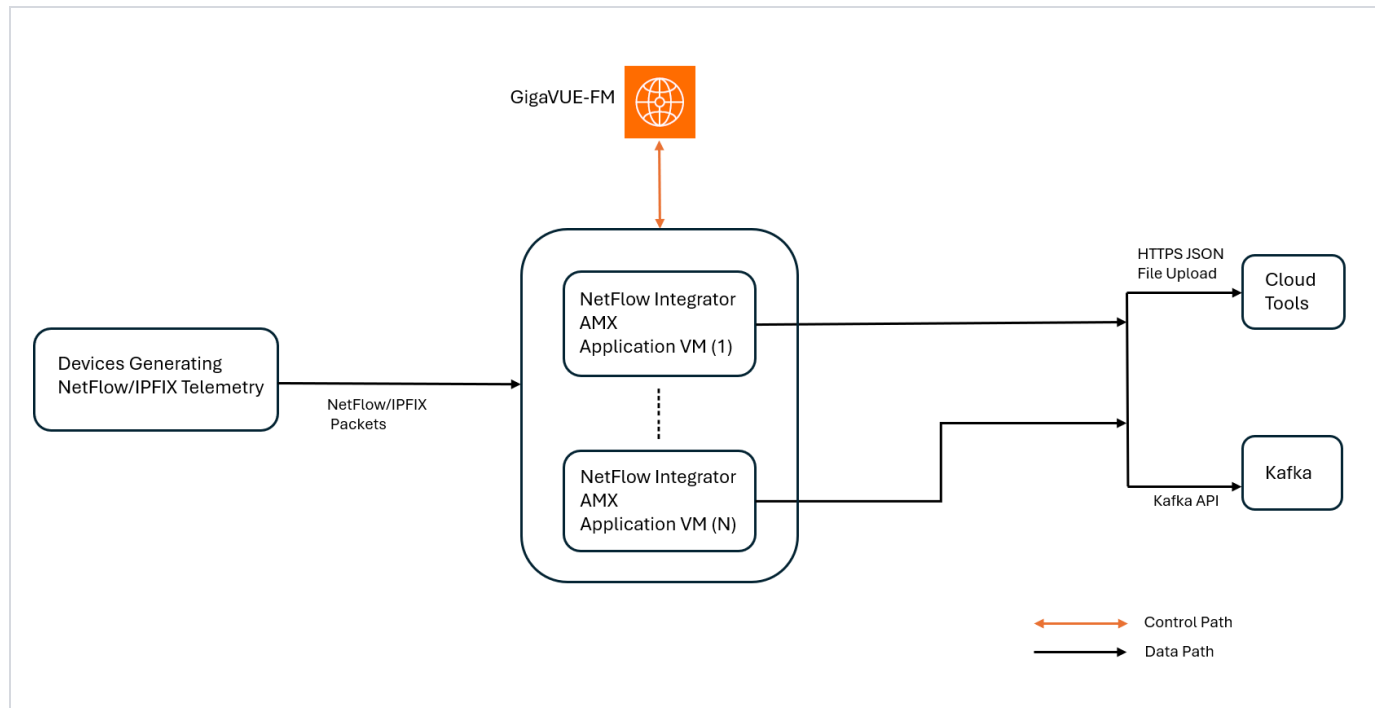 GigaVUE-FM
Devices Generating
NetFlow/IPFIX Telemetry
NetFlow/IPFIX
Packets
NetFlow Integrator
AMX
Application VM (1)
NetFlow Integrator
AMX
Application VM (N)
HTTPS JSON
File Upload
Cloud
Tools
Kafka
Kafka API
Control Path
Data Path